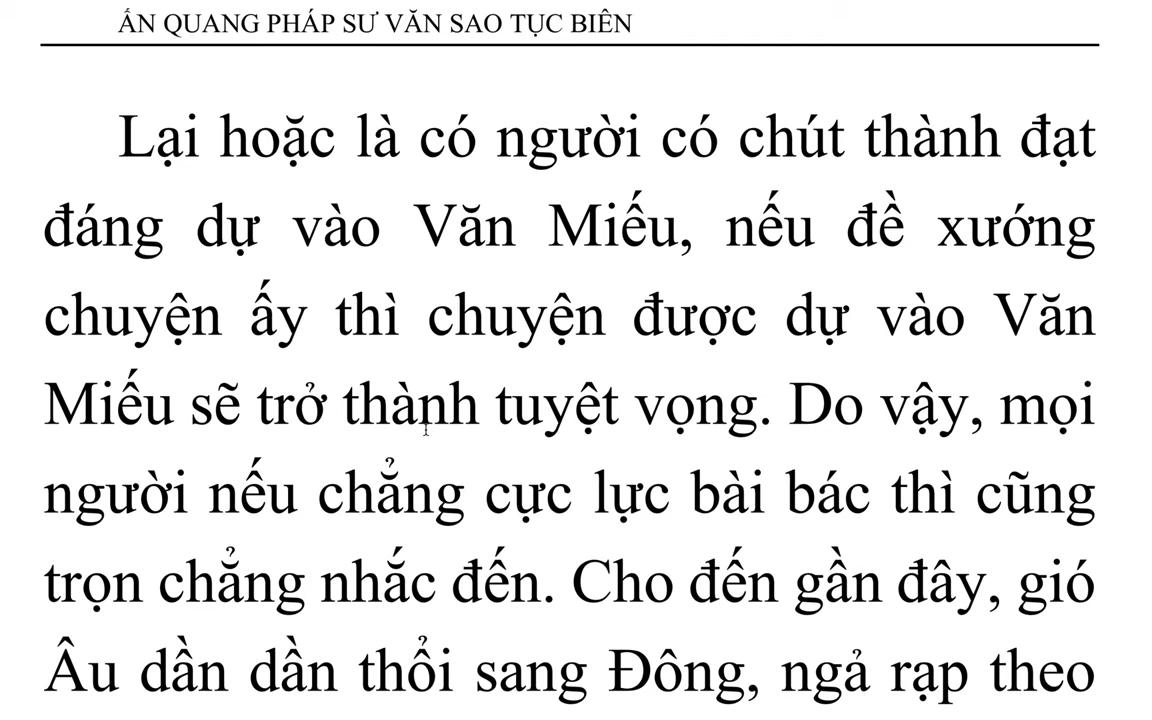 ẤN QUANG PHÁP SƯ VĂN SAO TỤC BIÊN
Lại hoặc là có người có chút thành đạt
đáng dự vào Văn Miếu, nếu đề xướng
chuyện ấy thì chuyện được dự vào Văn
Miếu sẽ trở thành tuyệt vọng. Do vậy, mọi
người nếu chẳng cực lực bài bác thì cũng
trọn chẳng nhắc đến. Cho đến gần đây, gió
Âu dần dần thổi sang Đông, ngả rạp theo